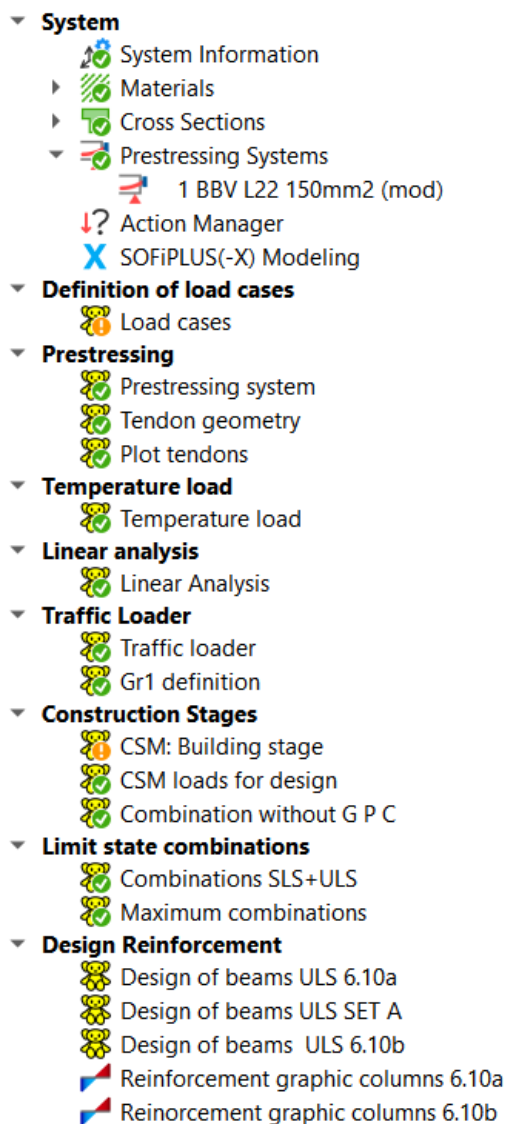 System
System Information
Materials
Cross Sections
Prestressing Systems
1 BBV L22 150mm2 (mod)
Action Manager
SOFiPLUS(-X) Modeling
Definition of load cases
Load cases
Prestressing
Prestressing system
Tendon geometry
Plot tendons
Temperature load
Temperature load
Linear analysis
Linear Analysis
Traffic Loader
Traffic loader
Gr1 definition
Construction Stages
CSM: Building stage
CSM loads for design
Combination without G P C
Limit state combinations
Combinations SLS+ULS
Maximum combinations
Design Reinforcement
Design of beams ULS 6.10a
Design of beams ULS SET A
Design of beams  ULS 6.10b
Reinforcement graphic columns 6.10a
Reinorcement graphic columns 6.10b